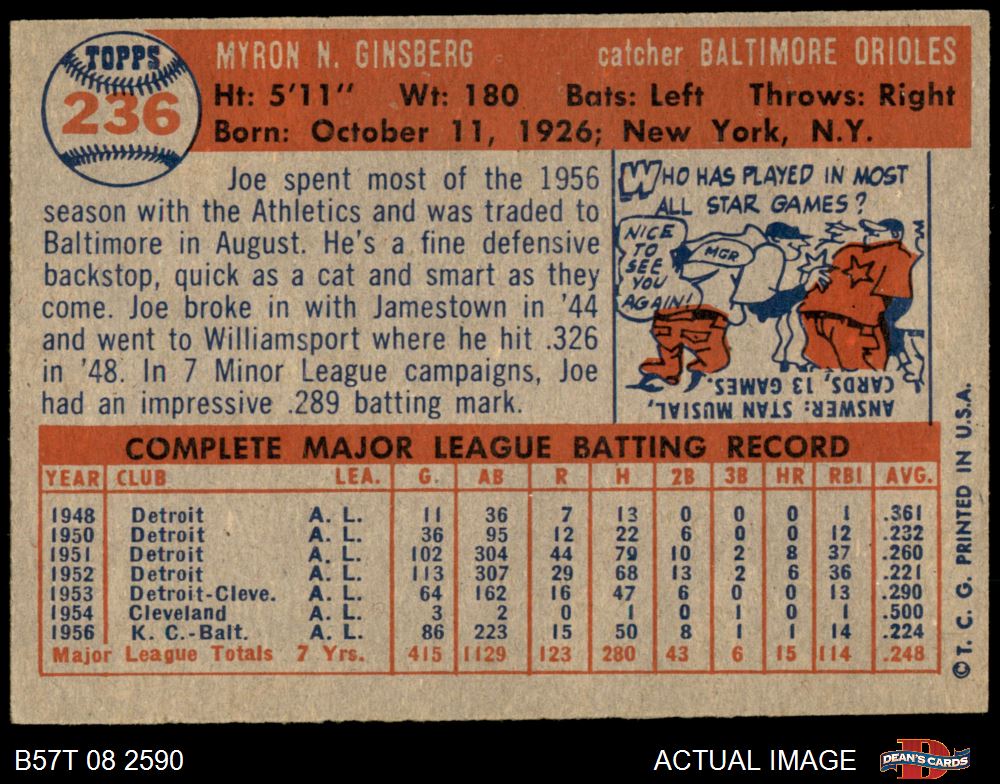 TOPPS
236
MYRON N. GINSBERG catcher BALTIMORE ORIOLES
Ht: 5'11" Wt: 180 Bats: Left Throws: Right
Born: October 11, 1926; New York, N.Y.
Joe spent most of the 1956
season with the Athletics and was traded to
Baltimore in August. He's a fine defensive
backstop, quick as a cat and smart as they
come. Joe broke in with Jamestown in '44
and went to Williamsport where he hit .326
in '48. In 7 Minor League campaigns, Joe
had an impressive .289 batting mark.
WHO HAS PLAYED IN MOST
ALL STAR GAMES?
NICE
TO
SEE
YOU
AGAIN!
MGR
ANSWER: STAN MUSIAL,
CARDS, 13 GAMES.
COMPLETE MAJOR LEAGUE BATTING RECORD
YEAR CLUB LEA. G. AB R H 2B 3B HR RBI AVG.
1948 Detroit A. L. 11 36 7 13 0 0 0 1 .361
1950 Detroit A. L. 36 95 12 22 6 0 0 12 .232
1951 Detroit A. L. 102 304 44 79 10 2 8 37 .260
1952 Detroit A. L. 113 307 29 68 13 2 6 36 .221
1953 Detroit-Cleve. A. L. 64 162 16 47 6 0 0 13 .290
1954 Cleveland A. L. 3 2 0 1 0 1 0 1 .500
1956 K. C.-Balt. A. L. 86 223 15 50 8 1 1 14 .224
Major League Totals 7 Yrs. 415 1129 123 280 43 6 15 114 .248
©T. C. G. PRINTED IN U.S.A.
B57T 08 2590 ACTUAL IMAGE
DEAN'S CARDS